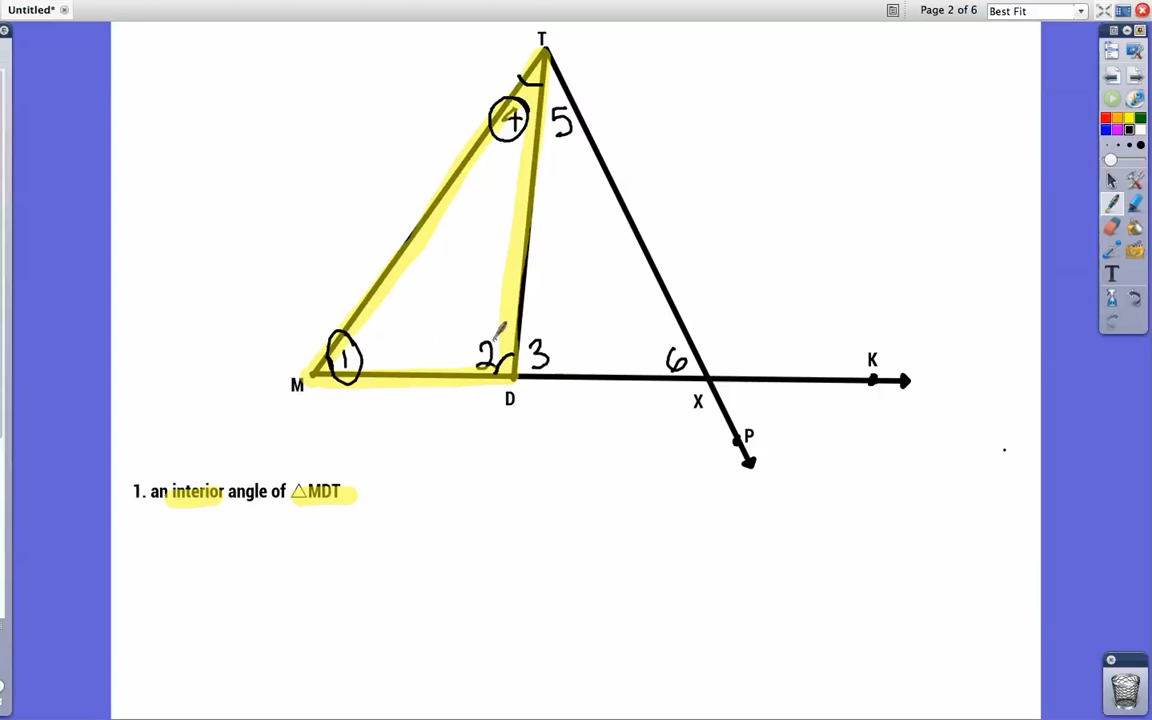 Untitled*
Page 2 of 6
Best Fit
T
4
5
1
2
3
6
K
M
D
X
P
1. an interior angle of △MDT
T